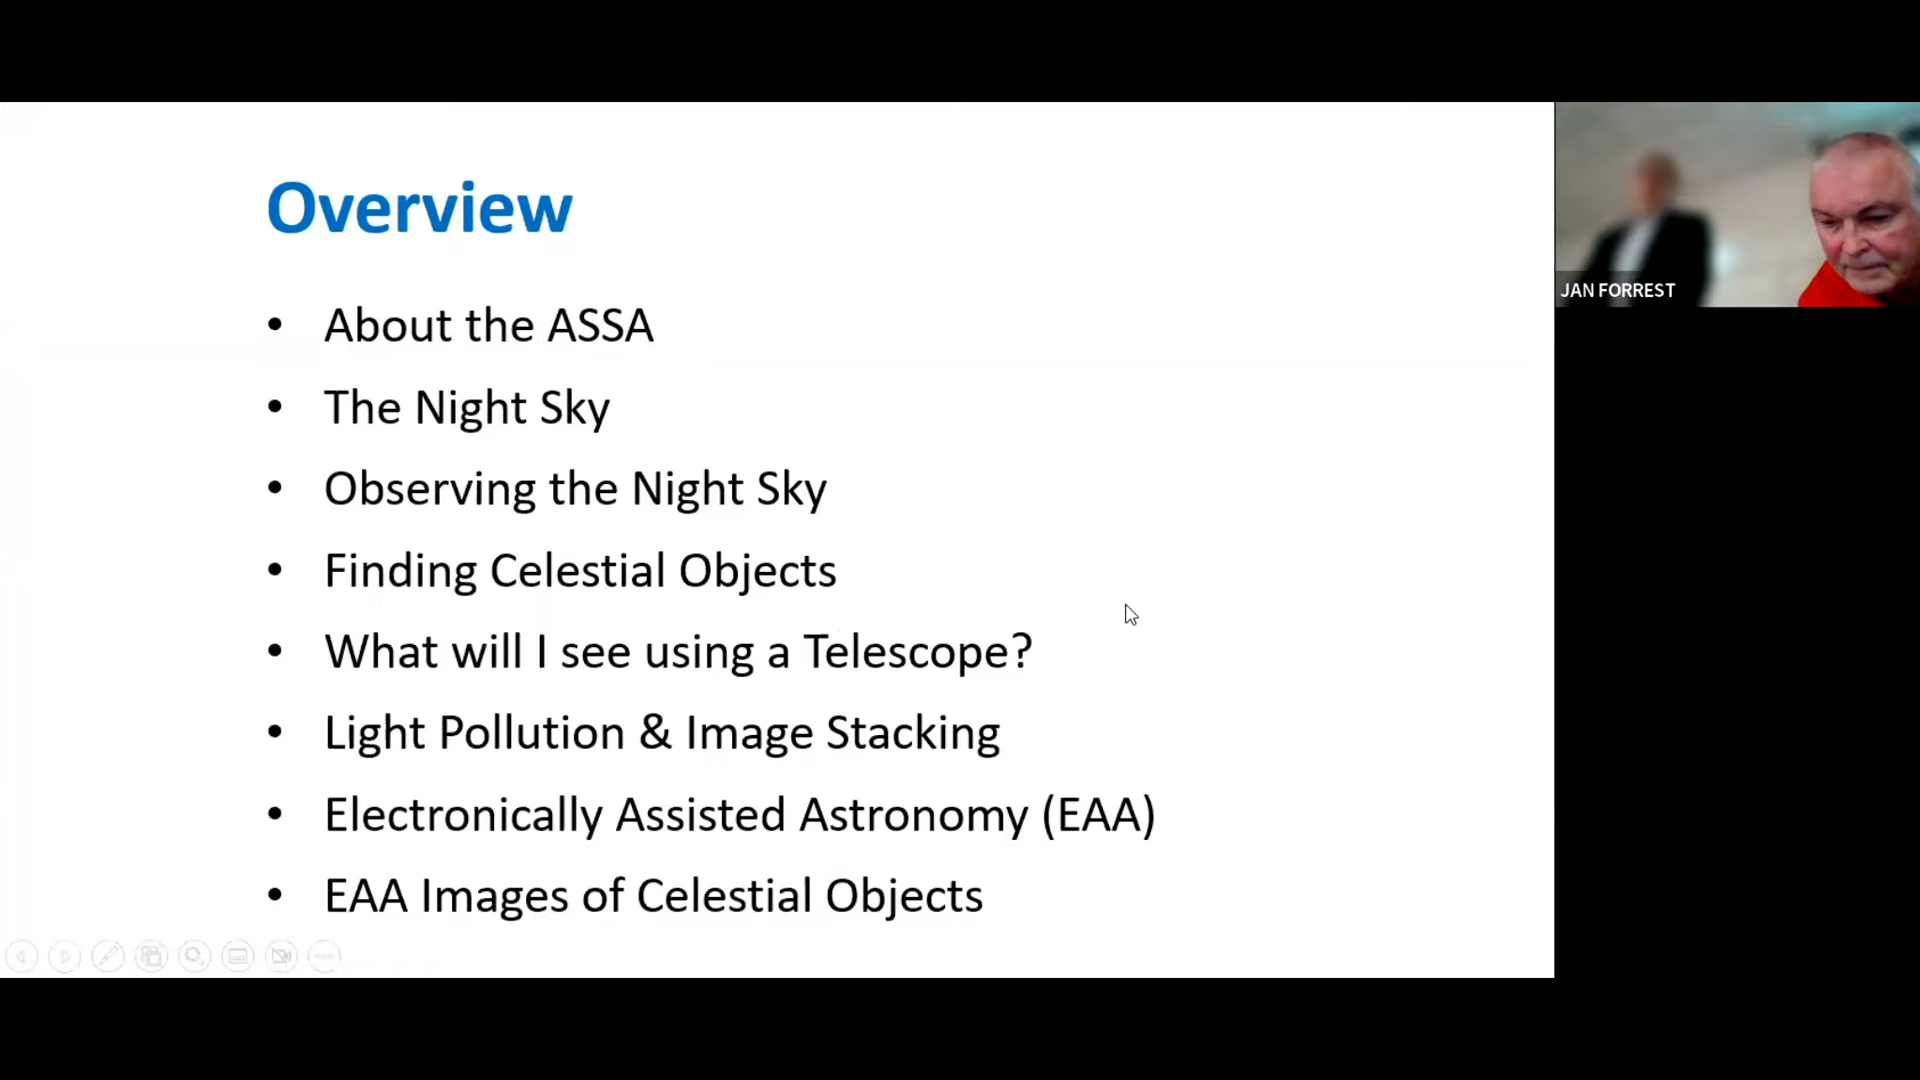 Overview
• About the ASSA
• The Night Sky
• Observing the Night Sky
• Finding Celestial Objects
• What will I see using a Telescope?
• Light Pollution & Image Stacking
• Electronically Assisted Astronomy (EAA)
• EAA Images of Celestial Objects
JAN FORREST